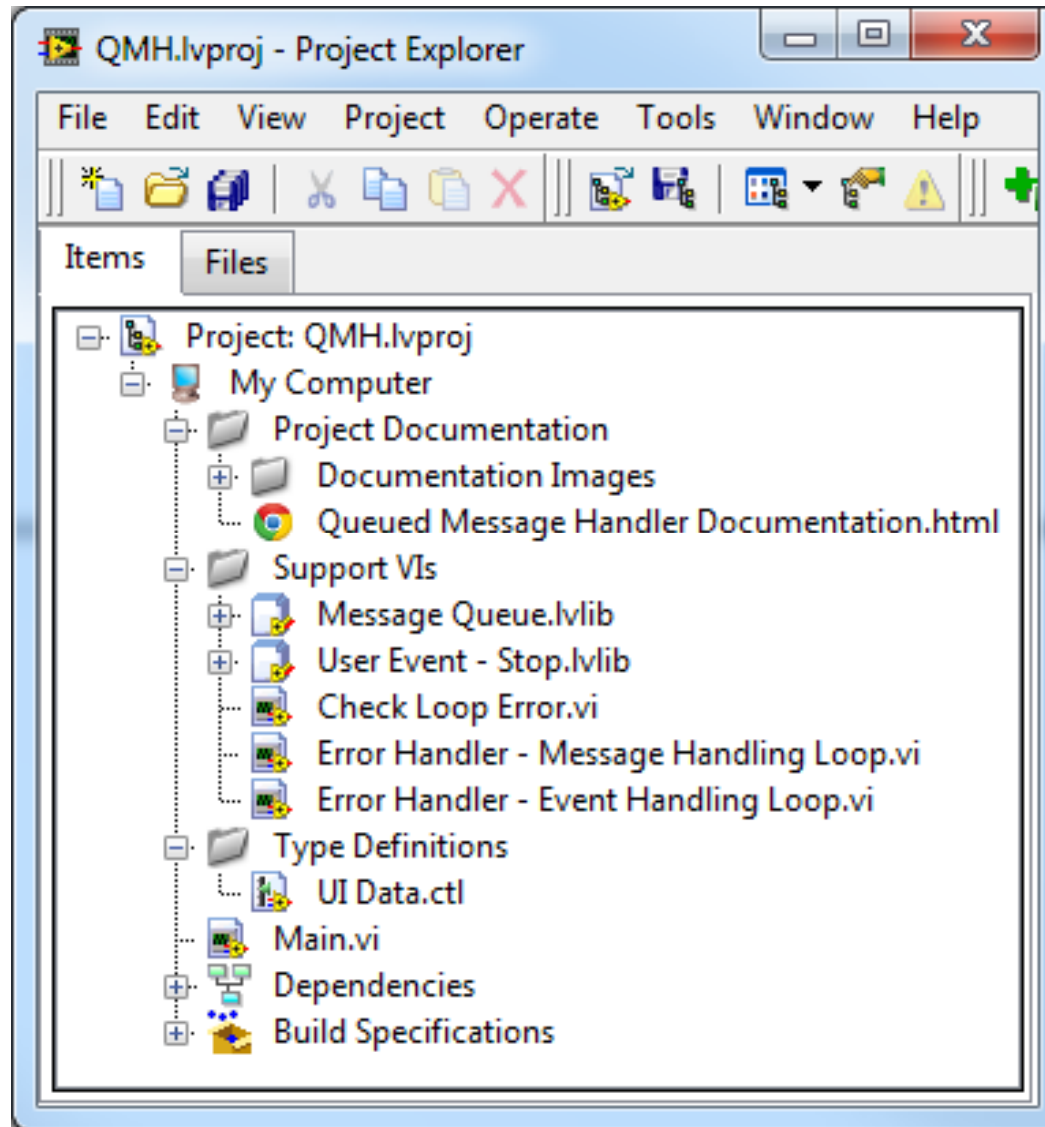 QMH.lvproj - Project Explorer
File Edit View Project Operate Tools Window Help
Items Files
Project: QMH.lvproj
My Computer
Project Documentation
Documentation Images
Queued Message Handler Documentation.html
Support VIs
Message Queue.lvlib
User Event - Stop.lvlib
Check Loop Error.vi
Error Handler - Message Handling Loop.vi
Error Handler - Event Handling Loop.vi
Type Definitions
UI Data.ctl
Main.vi
Dependencies
Build Specifications